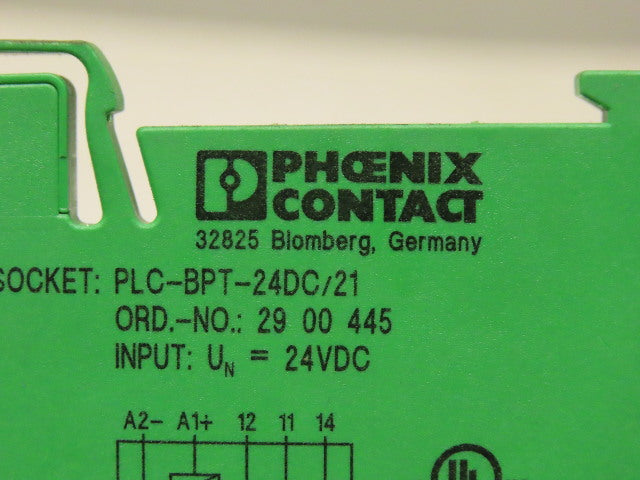 PHOENIX
CONTACT
32825 Blomberg, Germany
SOCKET: PLC-BPT-24DC/21
ORD.-NO.: 29 00 445
INPUT: UN = 24VDC
A2- A1+ 12 11 14
UL